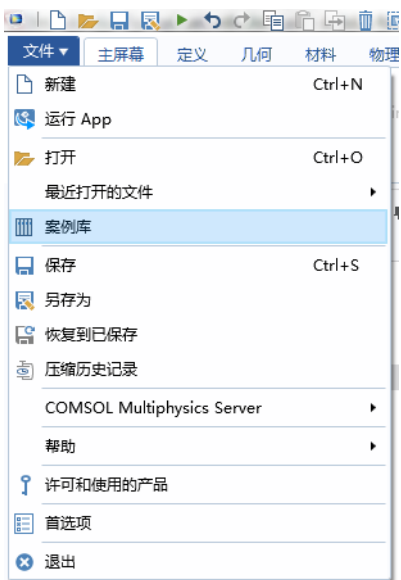 文件
主屏幕
定义
几何
材料
物理
新建 Ctrl+N
运行 App
打开 Ctrl+O
最近打开的文件
案例库
保存 Ctrl+S
另存为
恢复到已保存
压缩历史记录
COMSOL Multiphysics Server
帮助
许可和使用的产品
首选项
退出